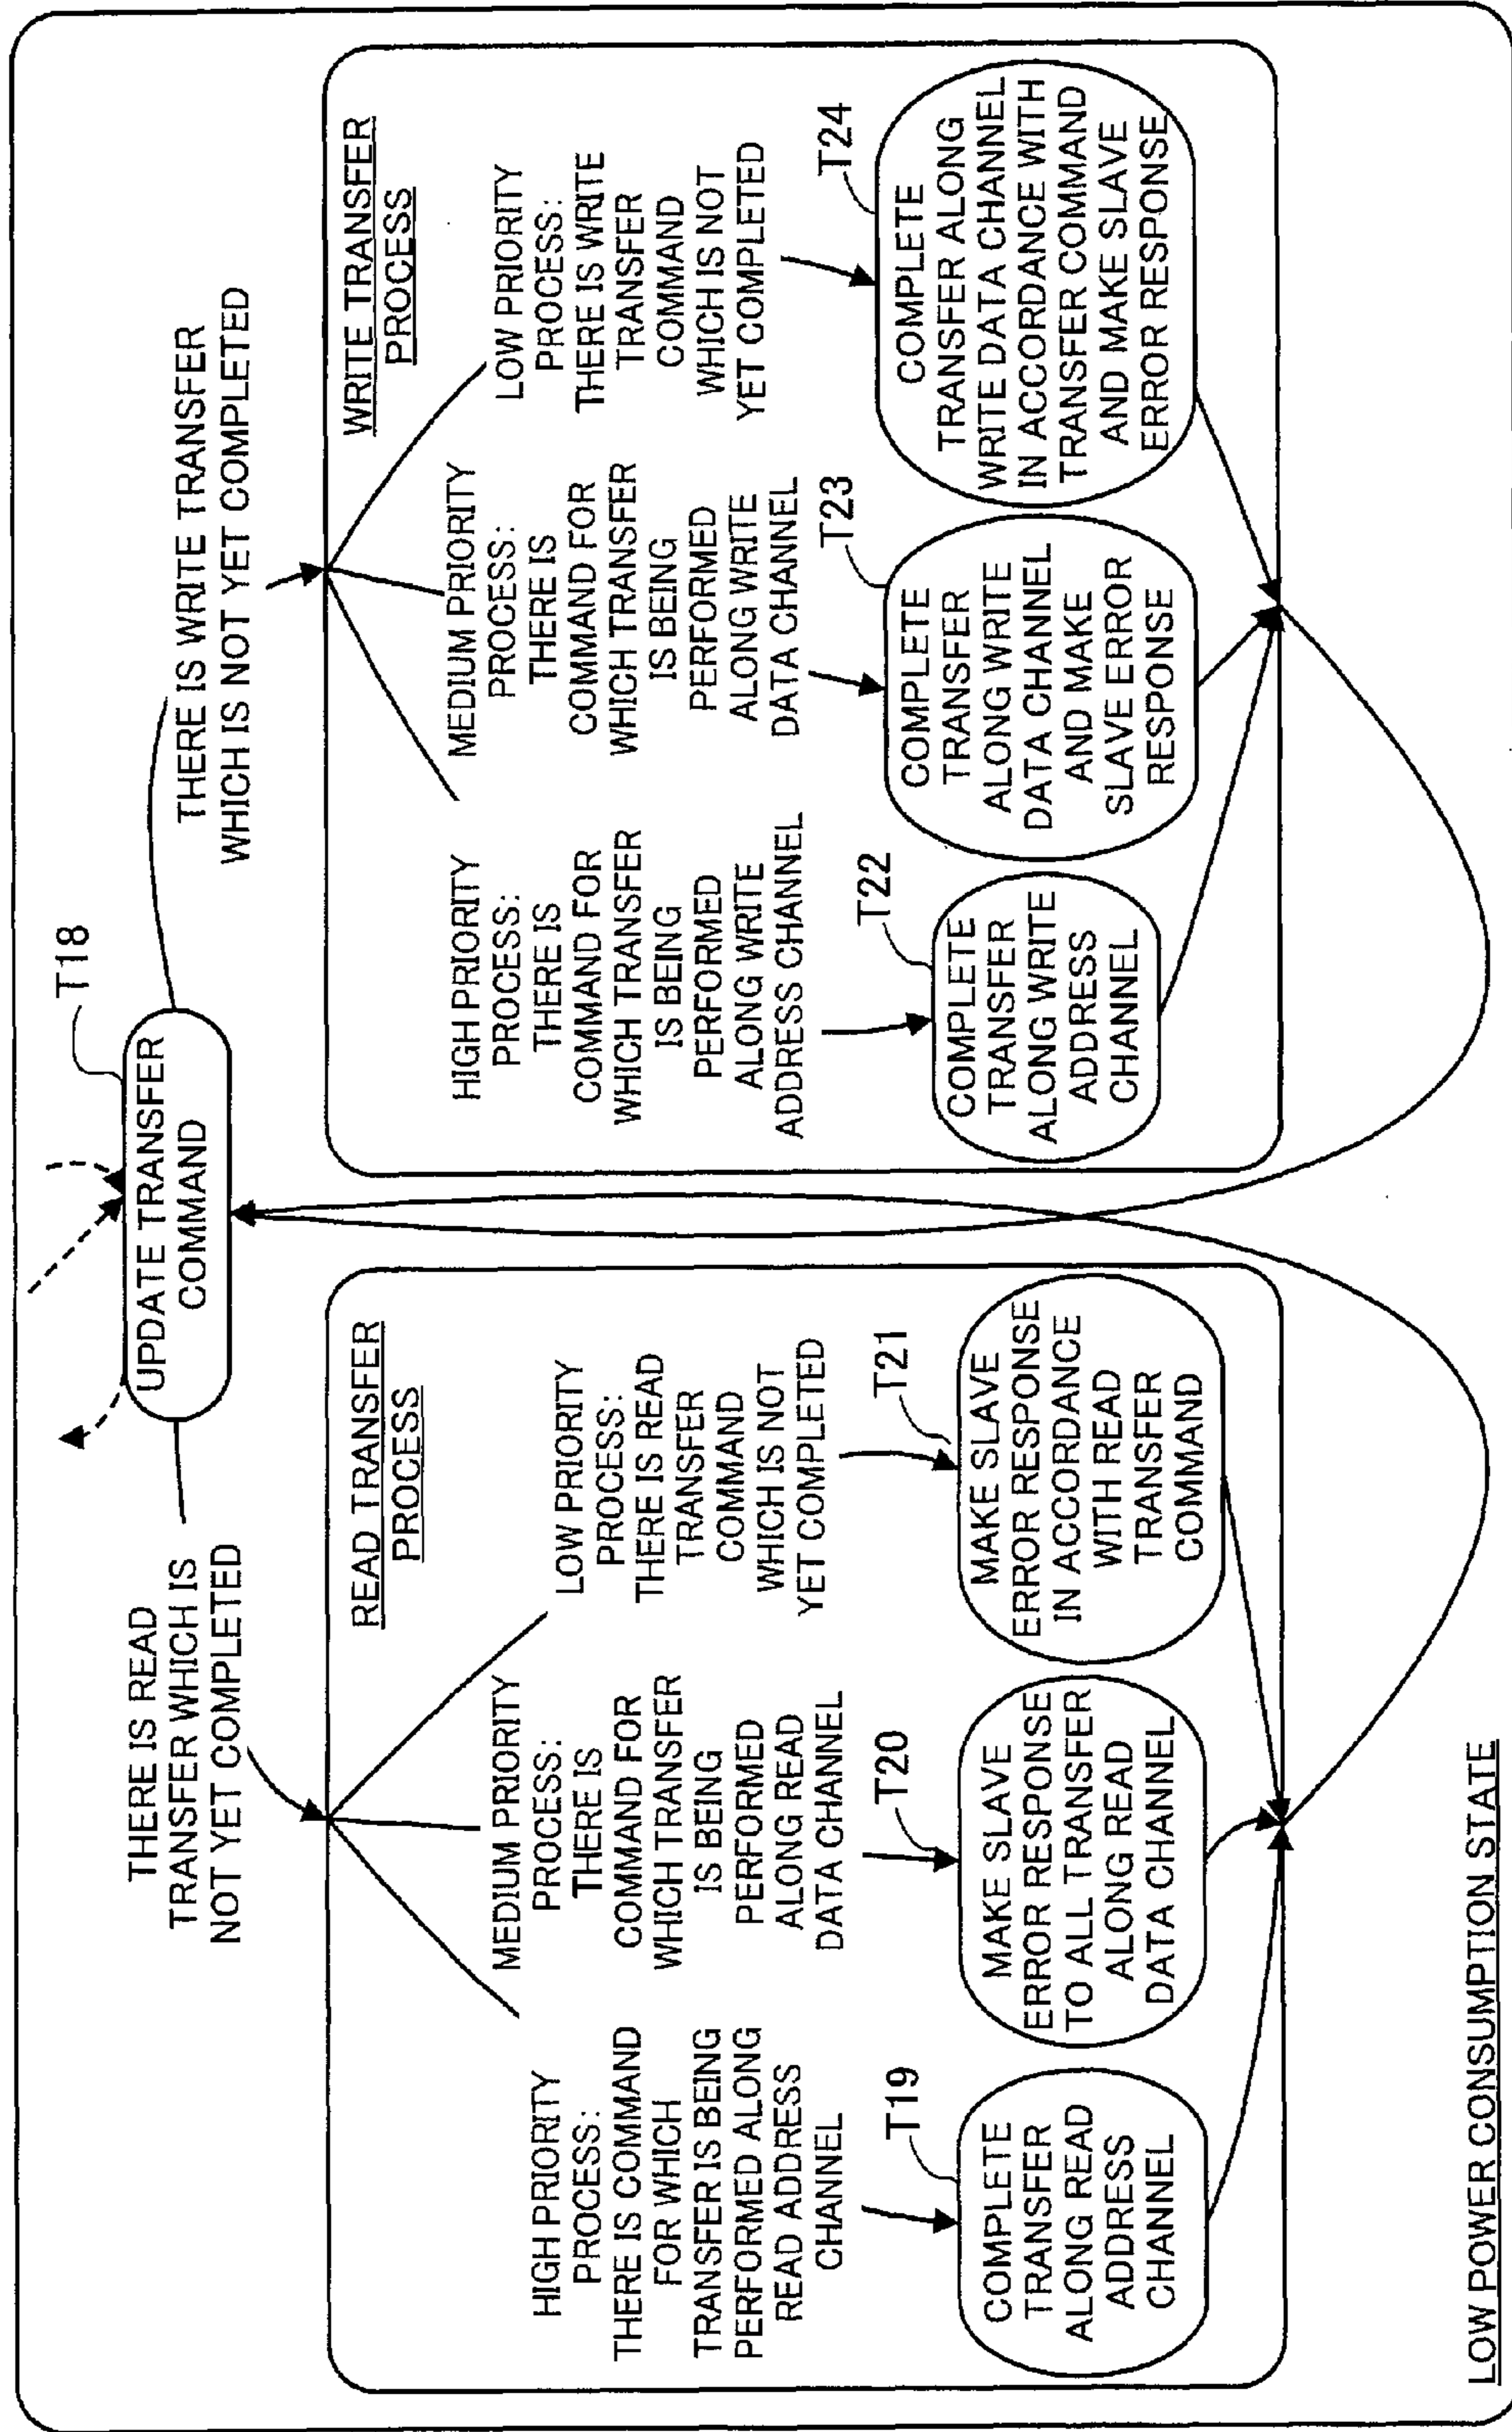 T18
UPDATE TRANSFER
COMMAND
THERE IS READ
TRANSFER WHICH IS
NOT YET COMPLETED
THERE IS WRITE TRANSFER
WHICH IS NOT YET COMPLETED
READ TRANSFER
PROCESS
HIGH PRIORITY
PROCESS:
THERE IS COMMAND
FOR WHICH
TRANSFER IS BEING
PERFORMED ALONG
READ ADDRESS
CHANNEL
MEDIUM PRIORITY
PROCESS:
THERE IS
COMMAND FOR
WHICH TRANSFER
IS BEING
PERFORMED
ALONG READ
DATA CHANNEL
LOW PRIORITY
PROCESS:
THERE IS READ
TRANSFER
COMMAND
WHICH IS NOT
YET COMPLETED
T19
COMPLETE
TRANSFER
ALONG READ
ADDRESS
CHANNEL
T20
MAKE SLAVE
ERROR RESPONSE
TO ALL TRANSFER
ALONG READ
DATA CHANNEL
T21
MAKE SLAVE
ERROR RESPONSE
IN ACCORDANCE
WITH READ
TRANSFER
COMMAND
WRITE TRANSFER
PROCESS
HIGH PRIORITY
PROCESS:
THERE IS
COMMAND FOR
WHICH TRANSFER
IS BEING
PERFORMED
ALONG WRITE
ADDRESS CHANNEL
MEDIUM PRIORITY
PROCESS:
THERE IS
COMMAND FOR
WHICH TRANSFER
IS BEING
PERFORMED
ALONG WRITE
DATA CHANNEL
LOW PRIORITY
PROCESS:
THERE IS WRITE
TRANSFER
COMMAND
WHICH IS NOT
YET COMPLETED
T22
COMPLETE
TRANSFER
ALONG WRITE
ADDRESS
CHANNEL
T23
COMPLETE
TRANSFER
ALONG WRITE
DATA CHANNEL
AND MAKE
SLAVE ERROR
RESPONSE
T24
COMPLETE
TRANSFER ALONG
WRITE DATA CHANNEL
IN ACCORDANCE WITH
TRANSFER COMMAND
AND MAKE SLAVE
ERROR RESPONSE
LOW POWER CONSUMPTION STATE